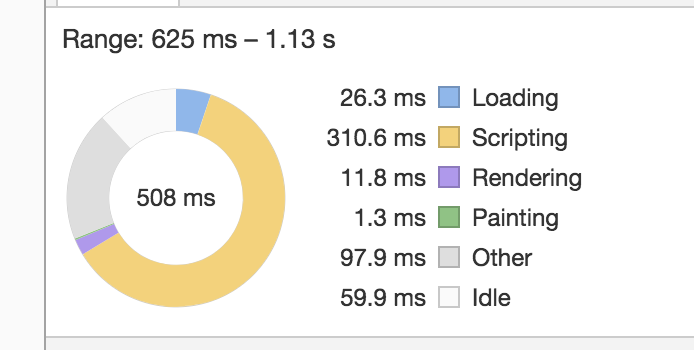 Range: 625 ms – 1.13 s
508 ms
26.3 ms Loading
310.6 ms Scripting
11.8 ms Rendering
1.3 ms Painting
97.9 ms Other
59.9 ms Idle